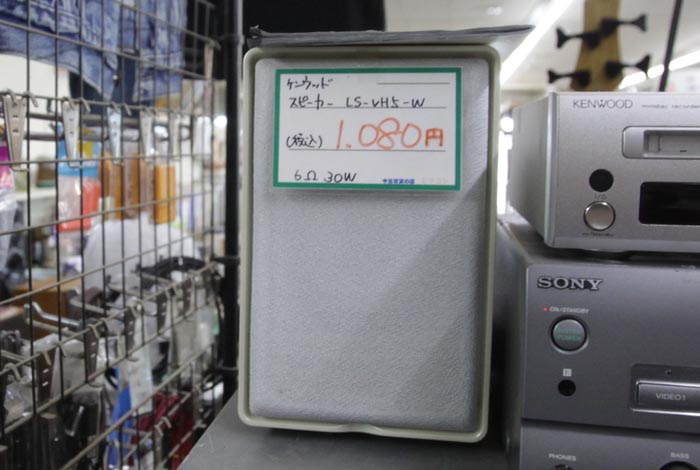 ケンウッド
スピーカー LS-VH5-W
(税込) 1.080円
6Ω 30W
KENWOOD
SONY
ON/STANDBY
VIDEO1
PHONES
BASS